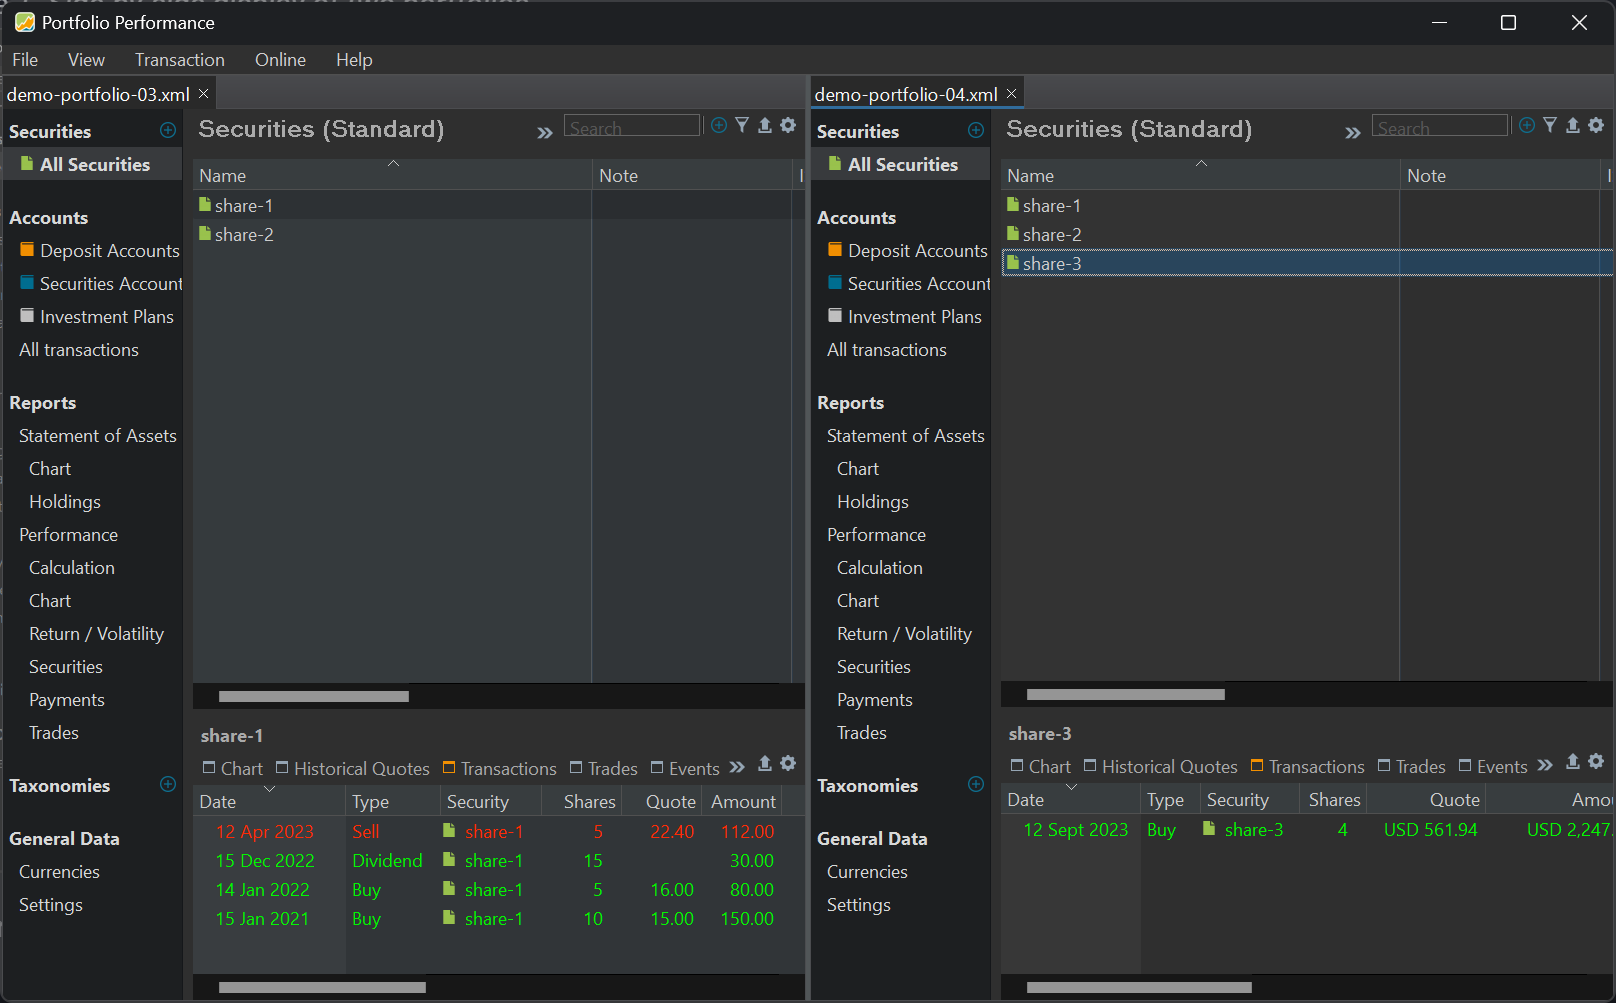 Portfolio Performance
File View Transaction Online Help
demo-portfolio-03.xml
Securities
All Securities
Accounts
Deposit Accounts
Securities Account
Investment Plans
All transactions
Reports
Statement of Assets
Chart
Holdings
Performance
Calculation
Chart
Return / Volatility
Securities
Payments
Trades
Taxonomies
General Data
Currencies
Settings
Securities (Standard)
Search
Name Note
share-1
share-2
share-1
Chart Historical Quotes Transactions Trades Events
Date Type Security Shares Quote Amount
12 Apr 2023 Sell share-1 5 22.40 112.00
15 Dec 2022 Dividend share-1 15 30.00
14 Jan 2022 Buy share-1 5 16.00 80.00
15 Jan 2021 Buy share-1 10 15.00 150.00
demo-portfolio-04.xml
Securities
All Securities
Accounts
Deposit Accounts
Securities Account
Investment Plans
All transactions
Reports
Statement of Assets
Chart
Holdings
Performance
Calculation
Chart
Return / Volatility
Securities
Payments
Trades
Taxonomies
General Data
Currencies
Settings
Securities (Standard)
Search
Name Note
share-1
share-2
share-3
share-3
Chart Historical Quotes Transactions Trades Events
Date Type Security Shares Quote Amou
12 Sept 2023 Buy share-3 4 USD 561.94 USD 2,247.